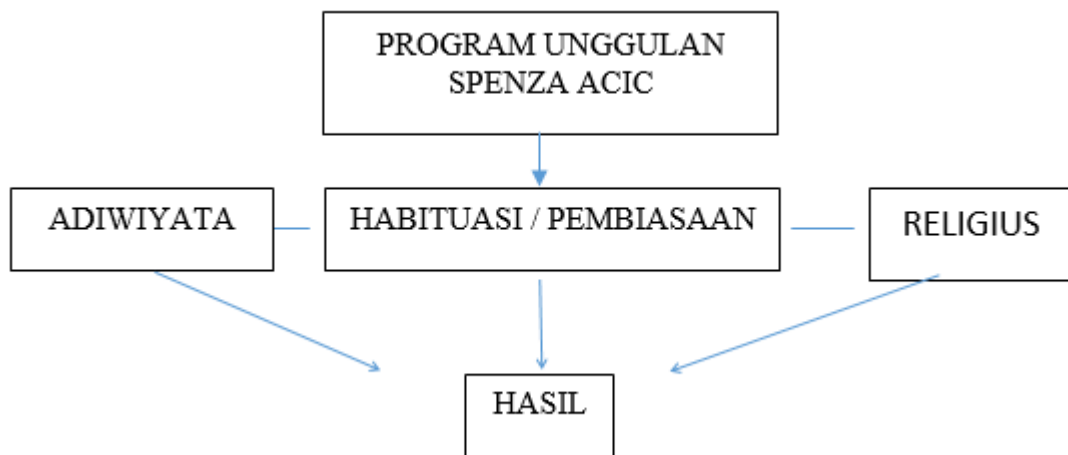 PROGRAM UNGGULAN
SPENZA ACIC
ADIWIYATA
HABITUASI / PEMBIASAAN
RELIGIUS
HASIL